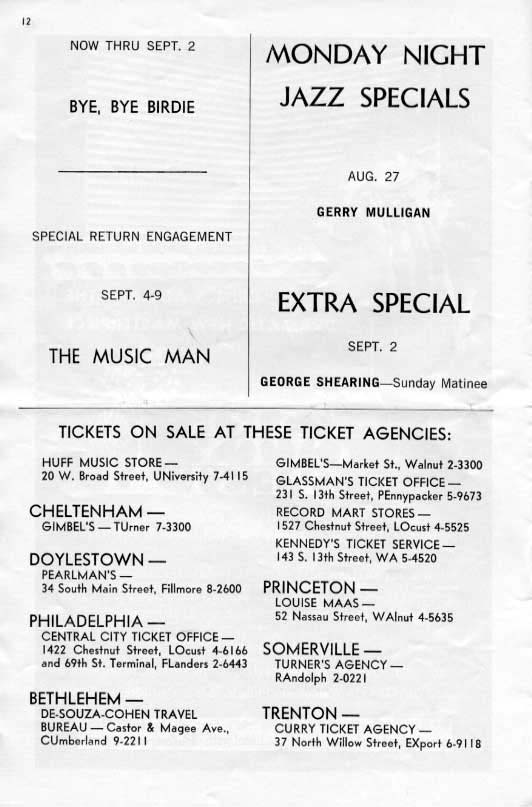 12
NOW THRU SEPT. 2
BYE, BYE BIRDIE
SPECIAL RETURN ENGAGEMENT
SEPT. 4-9
THE MUSIC MAN
MONDAY NIGHT
JAZZ SPECIALS
AUG. 27
GERRY MULLIGAN
EXTRA SPECIAL
SEPT. 2
GEORGE SHEARING—Sunday Matinee
TICKETS ON SALE AT THESE TICKET AGENCIES:
HUFF MUSIC STORE —
20 W. Broad Street, UNiversity 7-4115
CHELTENHAM —
GIMBEL'S — TUrner 7-3300
DOYLESTOWN —
PEARLMAN'S —
34 South Main Street, Fillmore 8-2600
PHILADELPHIA —
CENTRAL CITY TICKET OFFICE —
1422 Chestnut Street, LOcust 4-6166
and 69th St. Terminal, FLanders 2-6443
BETHLEHEM —
DE-SOUZA-COHEN TRAVEL
BUREAU — Castor & Magee Ave.,
CUmberland 9-2211
GIMBEL'S—Market St., Walnut 2-3300
GLASSMAN'S TICKET OFFICE —
231 S. 13th Street, PEnnypacker 5-9673
RECORD MART STORES —
1527 Chestnut Street, LOcust 4-5525
KENNEDY'S TICKET SERVICE —
143 S. 13th Street, WA 5-4520
PRINCETON —
LOUISE MAAS —
52 Nassau Street, WAlnut 4-5635
SOMERVILLE —
TURNER'S AGENCY —
RAndolph 2-0221
TRENTON —
CURRY TICKET AGENCY —
37 North Willow Street, EXport 6-9118